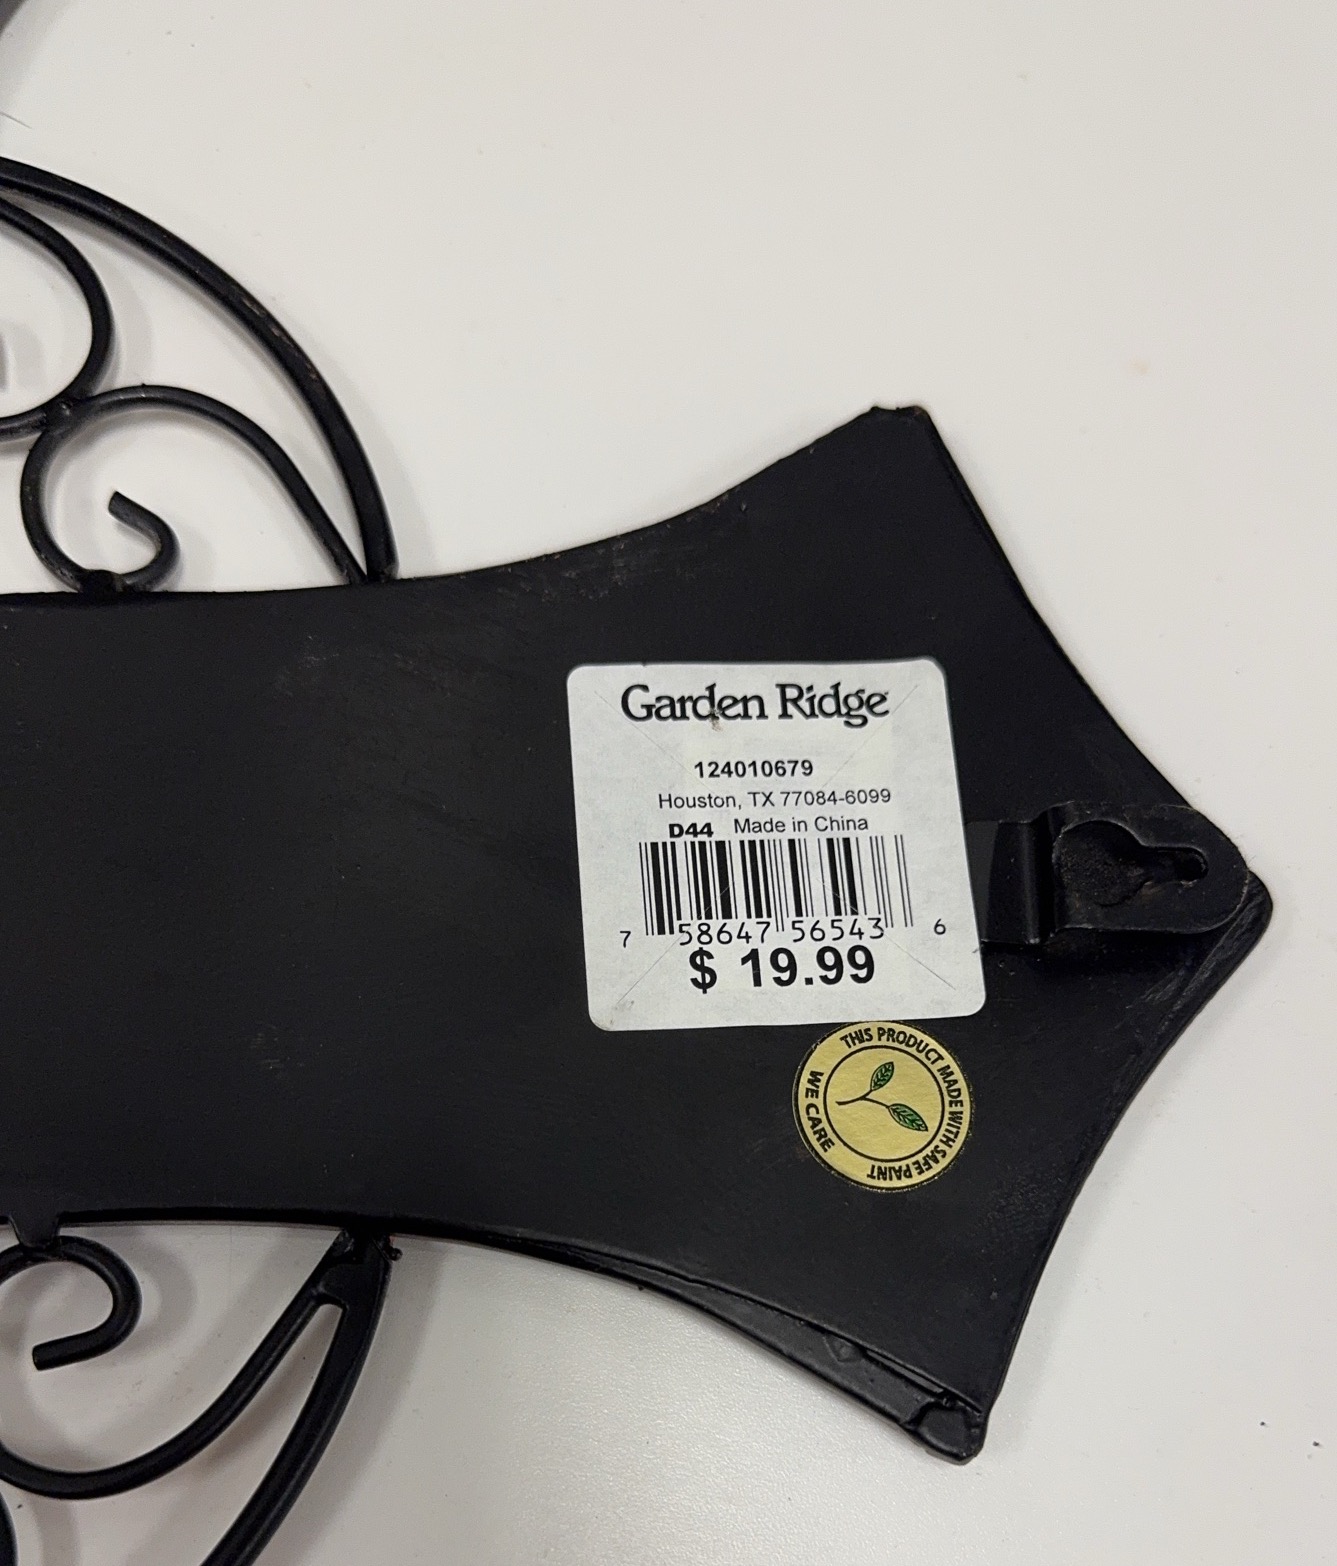 Garden Ridge
124010679
Houston, TX 77084-6099
D44 Made in China
7 58647 56543 6
$ 19.99
THIS PRODUCT MADE WITH SAFE PAINT
WE CARE